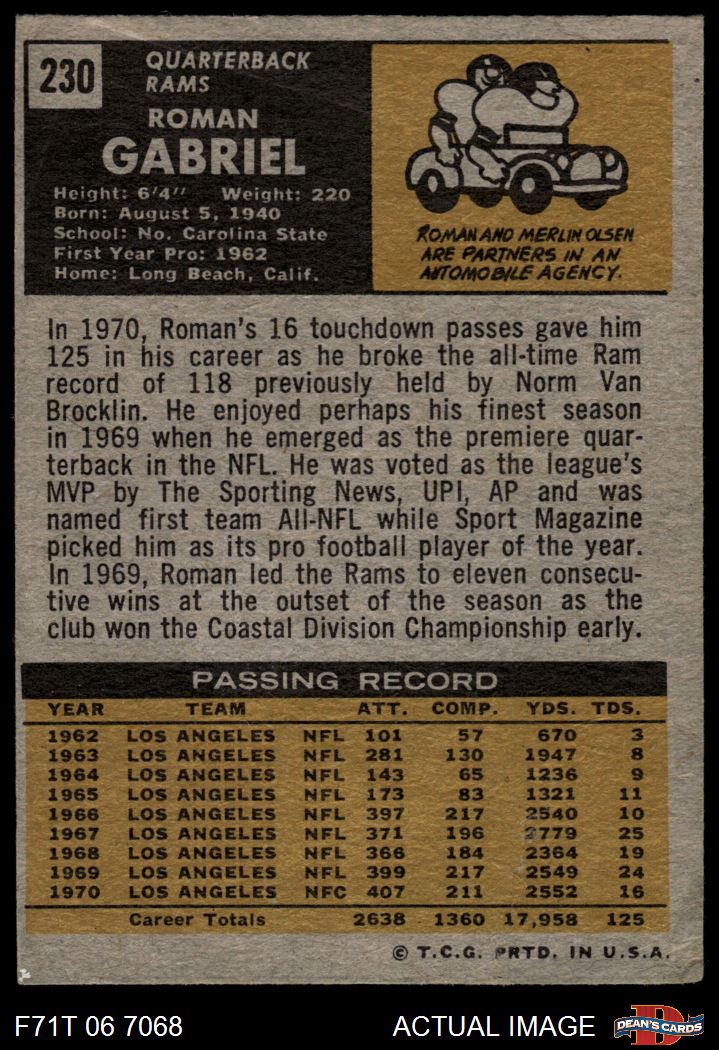 230
QUARTERBACK
RAMS
ROMAN
GABRIEL
Height: 6'4" Weight: 220
Born: August 5, 1940
School: No. Carolina State
First Year Pro: 1962
Home: Long Beach, Calif.
ROMAN AND MERLIN OLSEN
ARE PARTNERS IN AN
AUTOMOBILE AGENCY.
In 1970, Roman's 16 touchdown passes gave him
125 in his career as he broke the all-time Ram
record of 118 previously held by Norm Van
Brocklin. He enjoyed perhaps his finest season
in 1969 when he emerged as the premiere quar-
terback in the NFL. He was voted as the league's
MVP by The Sporting News, UPI, AP and was
named first team All-NFL while Sport Magazine
picked him as its pro football player of the year.
In 1969, Roman led the Rams to eleven consecu-
tive wins at the outset of the season as the
club won the Coastal Division Championship early.
PASSING RECORD
YEAR TEAM ATT. COMP. YDS. TDS.
1962 LOS ANGELES NFL 101 57 670 3
1963 LOS ANGELES NFL 281 130 1947 8
1964 LOS ANGELES NFL 143 65 1236 9
1965 LOS ANGELES NFL 173 83 1321 11
1966 LOS ANGELES NFL 397 217 2540 10
1967 LOS ANGELES NFL 371 196 2779 25
1968 LOS ANGELES NFL 366 184 2364 19
1969 LOS ANGELES NFL 399 217 2549 24
1970 LOS ANGELES NFC 407 211 2552 16
Career Totals 2638 1360 17,958 125
© T.C.G. PRTD. IN U.S.A.
F71T 06 7068 ACTUAL IMAGE D DEAN'S CARDS